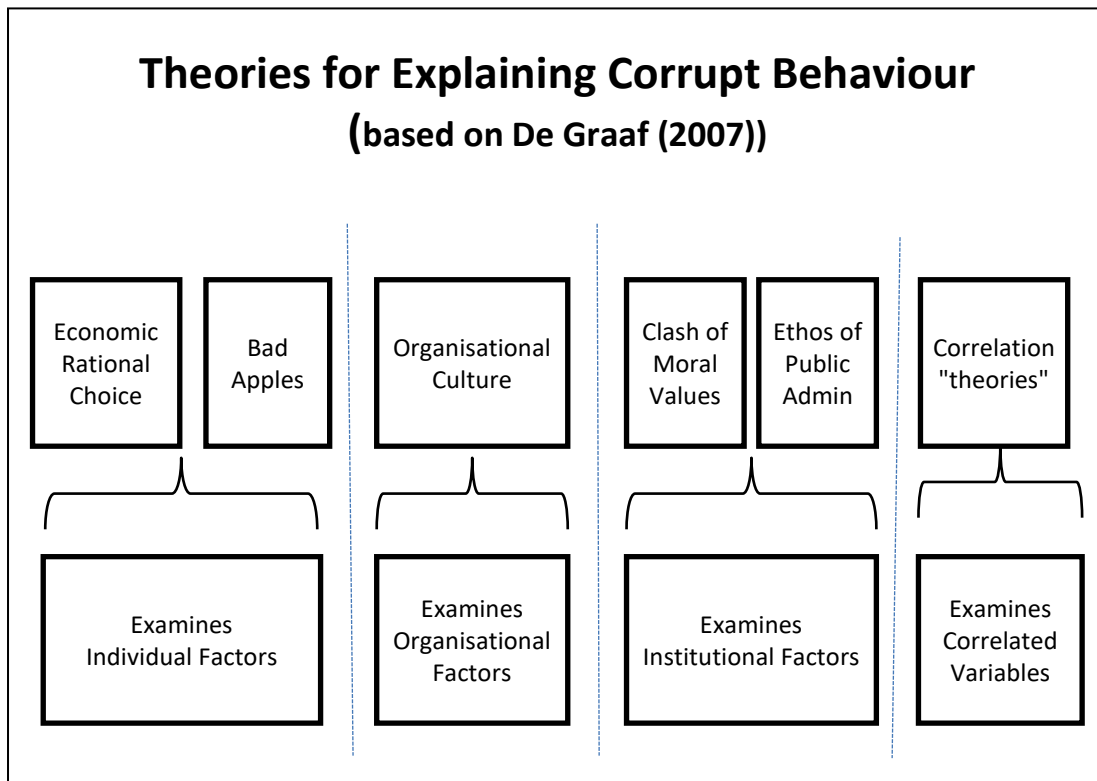 Theories for Explaining Corrupt Behaviour
(based on De Graaf (2007))
Economic
Rational
Choice
Bad
Apples
Organisational
Culture
Clash of
Moral
Values
Ethos of
Public
Admin
Correlation
"theories"
Examines
Individual Factors
Examines
Organisational
Factors
Examines
Institutional Factors
Examines
Correlated
Variables